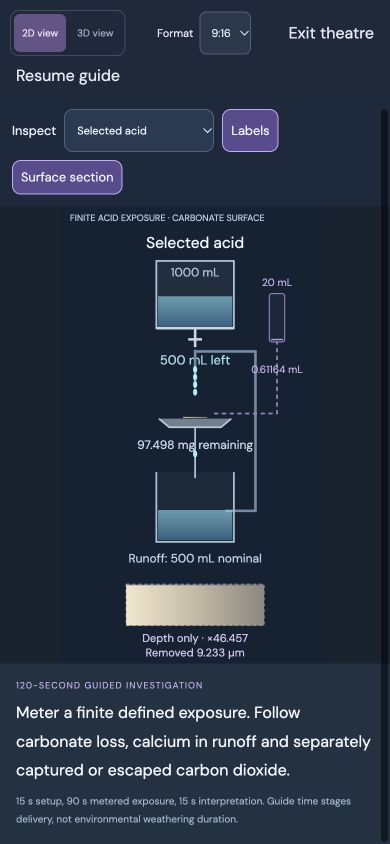 2D view
3D view
Format
9:16
Exit theatre
Resume guide
Inspect
Selected acid
Labels
Surface section
FINITE ACID EXPOSURE · CARBONATE SURFACE
Selected acid
1000 mL
20 mL
500 mL left
0.61164 mL
97.498 mg remaining
Runoff: 500 mL nominal
Depth only · ×46.457
Removed 9.233 μm
120-SECOND GUIDED INVESTIGATION
Meter a finite defined exposure. Follow
carbonate loss, calcium in runoff and separately
captured or escaped carbon dioxide.
15 s setup, 90 s metered exposure, 15 s interpretation. Guide time stages
delivery, not environmental weathering duration.